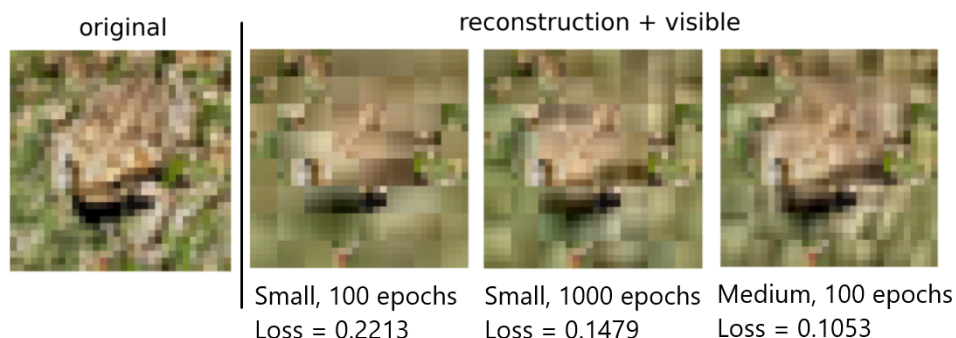 original
reconstruction + visible
Small, 100 epochs
Loss = 0.2213
Small, 1000 epochs
Loss = 0.1479
Medium, 100 epochs
Loss = 0.1053